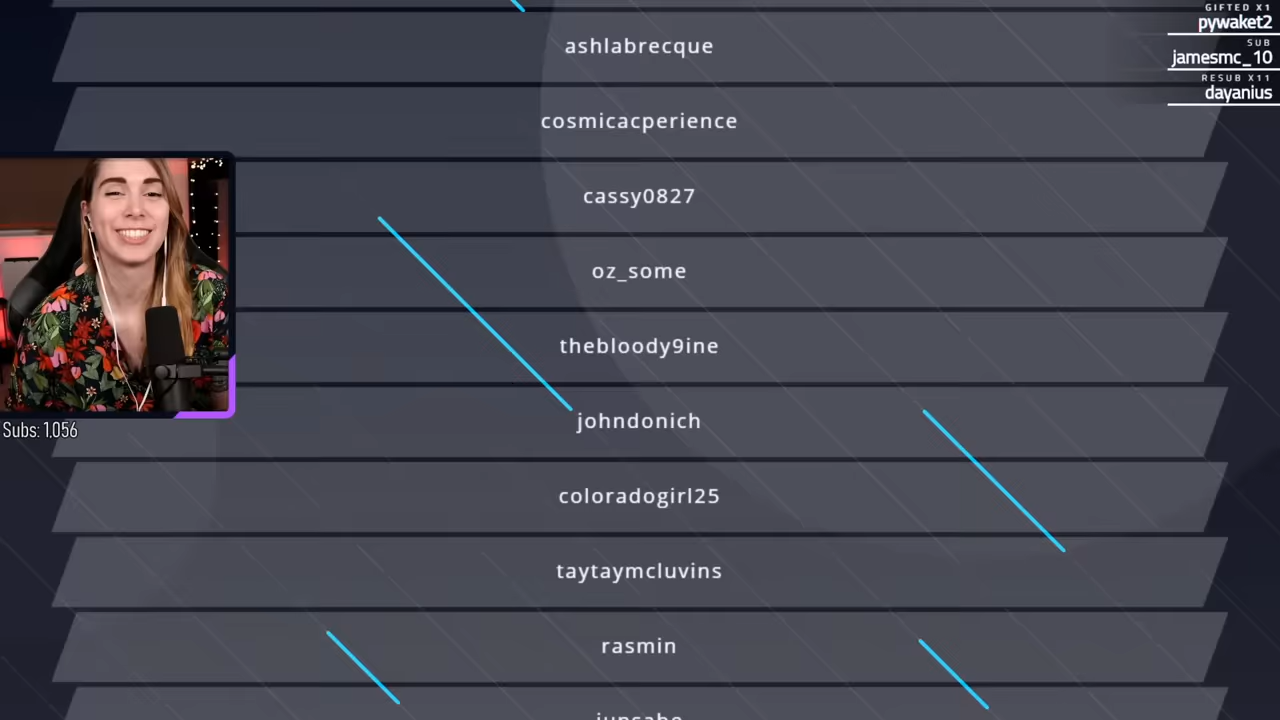 GIFTED X1
pywaket2
SUB
jamesmc_10
RESUB X11
dayanius
ashlabrecque
cosmicacperience
cassy0827
oz_some
thebloody9ine
johndonich
Subs: 1,056
coloradogirl25
taytaymcluvins
rasmin